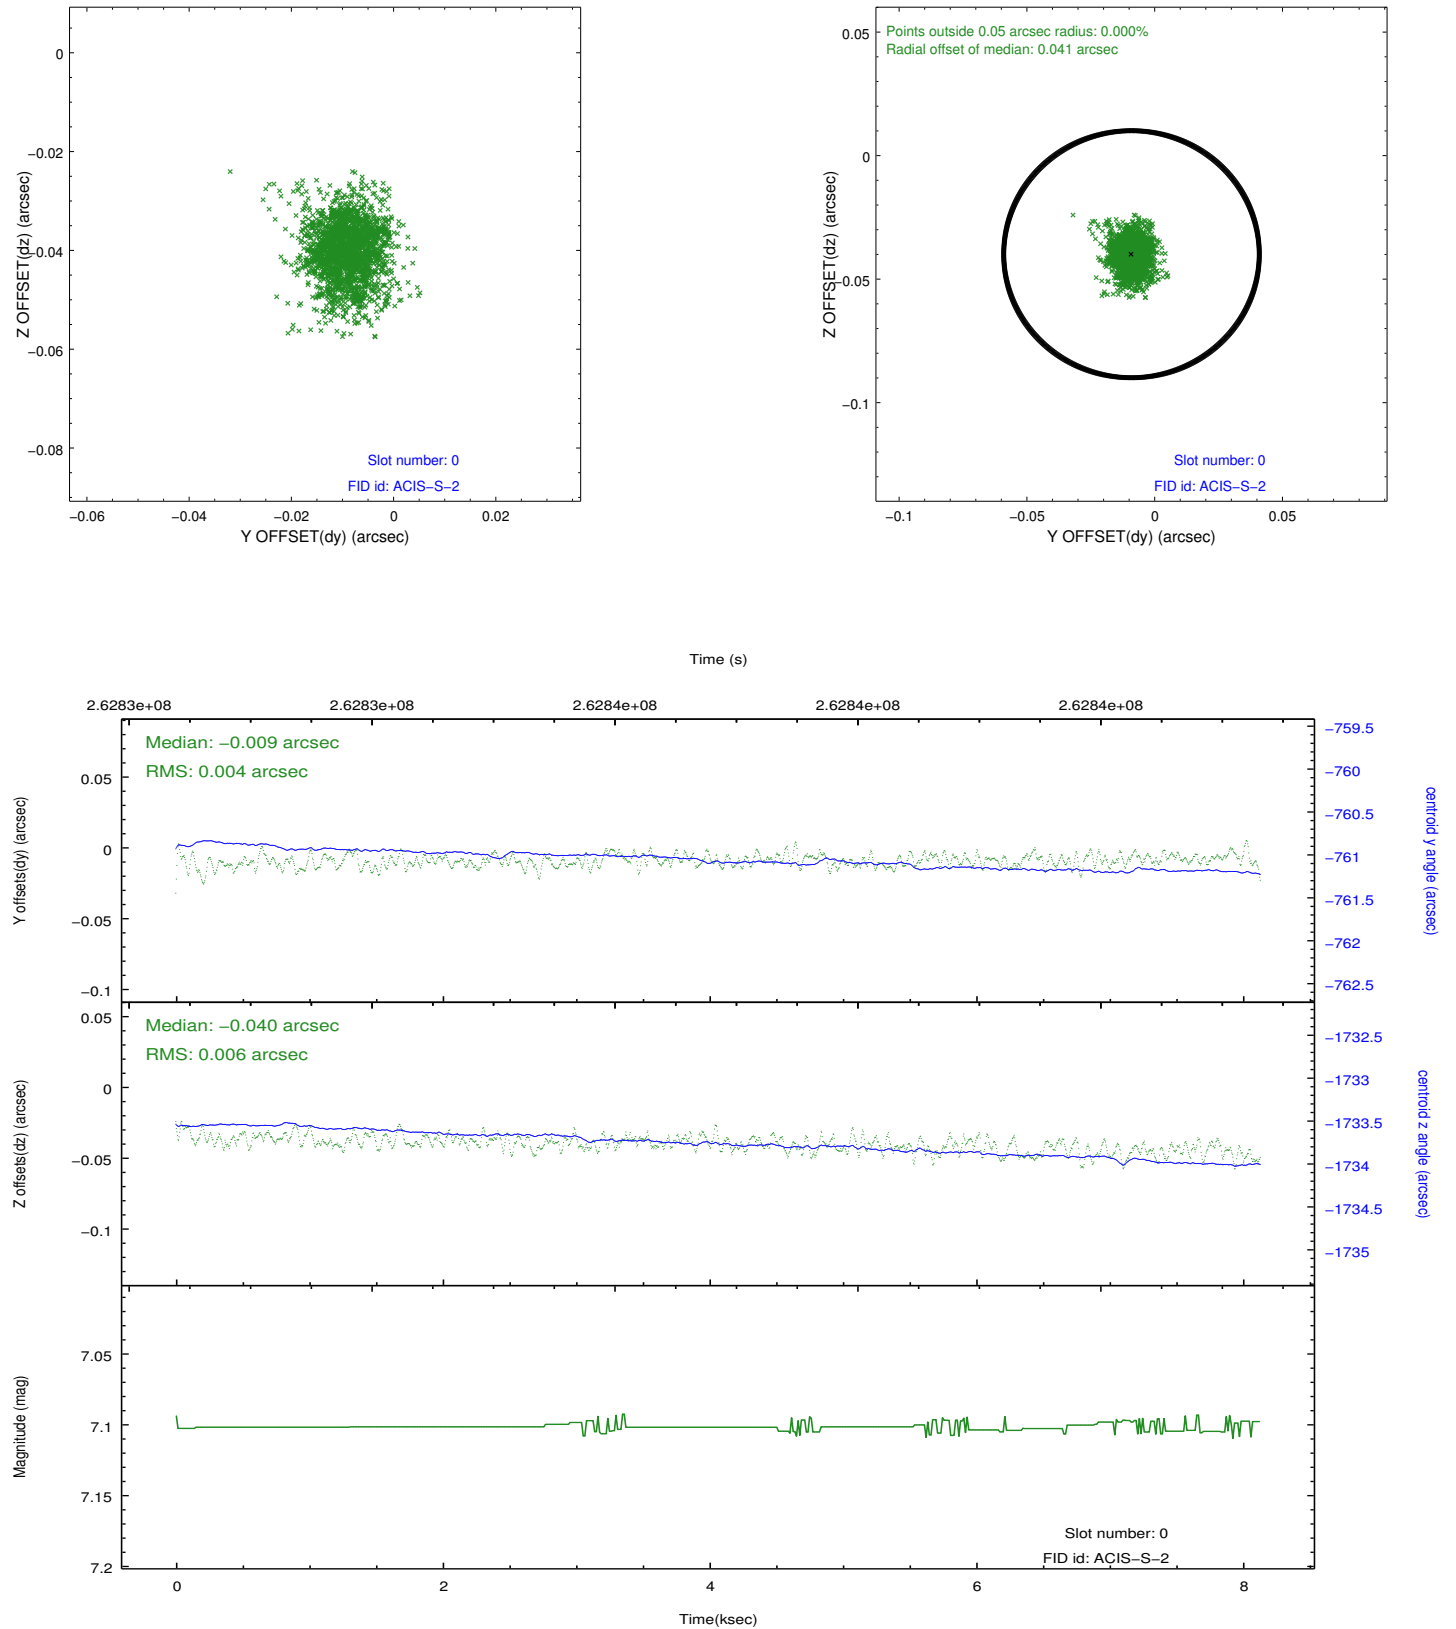 0
−0.02
−0.04
−0.06
−0.08
Z OFFSET(dz) (arcsec)
Slot number: 0
FID id: ACIS−S−2
−0.06
−0.04
−0.02
0
0.02
Y OFFSET(dy) (arcsec)
Points outside 0.05 arcsec radius: 0.000%
Radial offset of median: 0.041 arcsec
0.05
0
−0.05
−0.1
Z OFFSET(dz) (arcsec)
Slot number: 0
FID id: ACIS−S−2
−0.1
−0.05
0
0.05
Y OFFSET(dy) (arcsec)
Time (s)
2.6283e+08
2.6283e+08
2.6284e+08
2.6284e+08
2.6284e+08
Median: −0.009 arcsec
RMS: 0.004 arcsec
0.05
0
−0.05
−0.1
Y offsets(dy) (arcsec)
−759.5
−760
−760.5
−761
−761.5
−762
−762.5
centroid y angle (arcsec)
Median: −0.040 arcsec
RMS: 0.006 arcsec
0.05
0
−0.05
−0.1
Z offsets(dz) (arcsec)
−1732.5
−1733
−1733.5
−1734
−1734.5
−1735
centroid z angle (arcsec)
7.05
7.1
7.15
7.2
Magnitude (mag)
Slot number: 0
FID id: ACIS−S−2
0
2
4
6
8
Time(ksec)